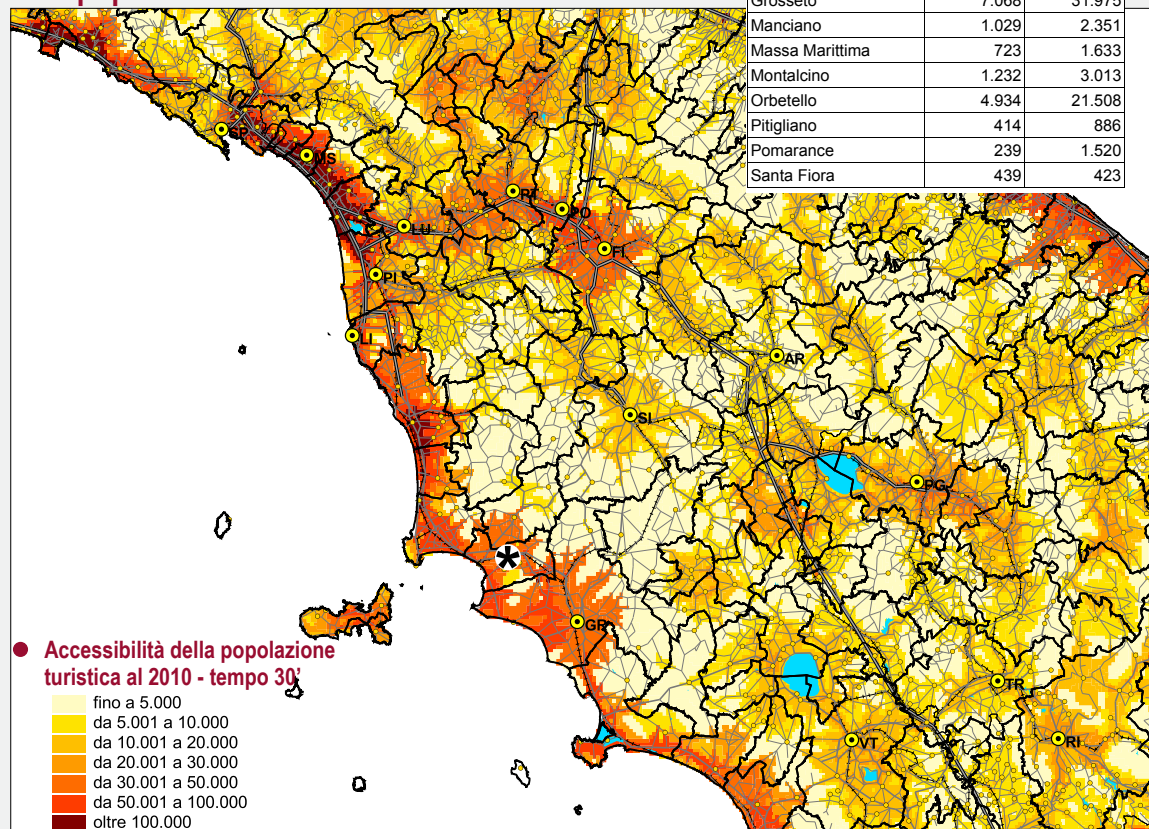 Grosseto 7.068 31.975
Manciano 1.029 2.351
Massa Marittima 723 1.633
Montalcino 1.232 3.013
Orbetello 4.934 21.508
Pitigliano 414 886
Pomarance 239 1.520
Santa Fiora 439 423
SP
MS
PT
PO
LU
FI
PI
LI
AR
SI
PG
*
GR
TR
VT
RI
Accessibilità della popolazione
turistica al 2010 - tempo 30'
fino a 5.000
da 5.001 a 10.000
da 10.001 a 20.000
da 20.001 a 30.000
da 30.001 a 50.000
da 50.001 a 100.000
oltre 100.000